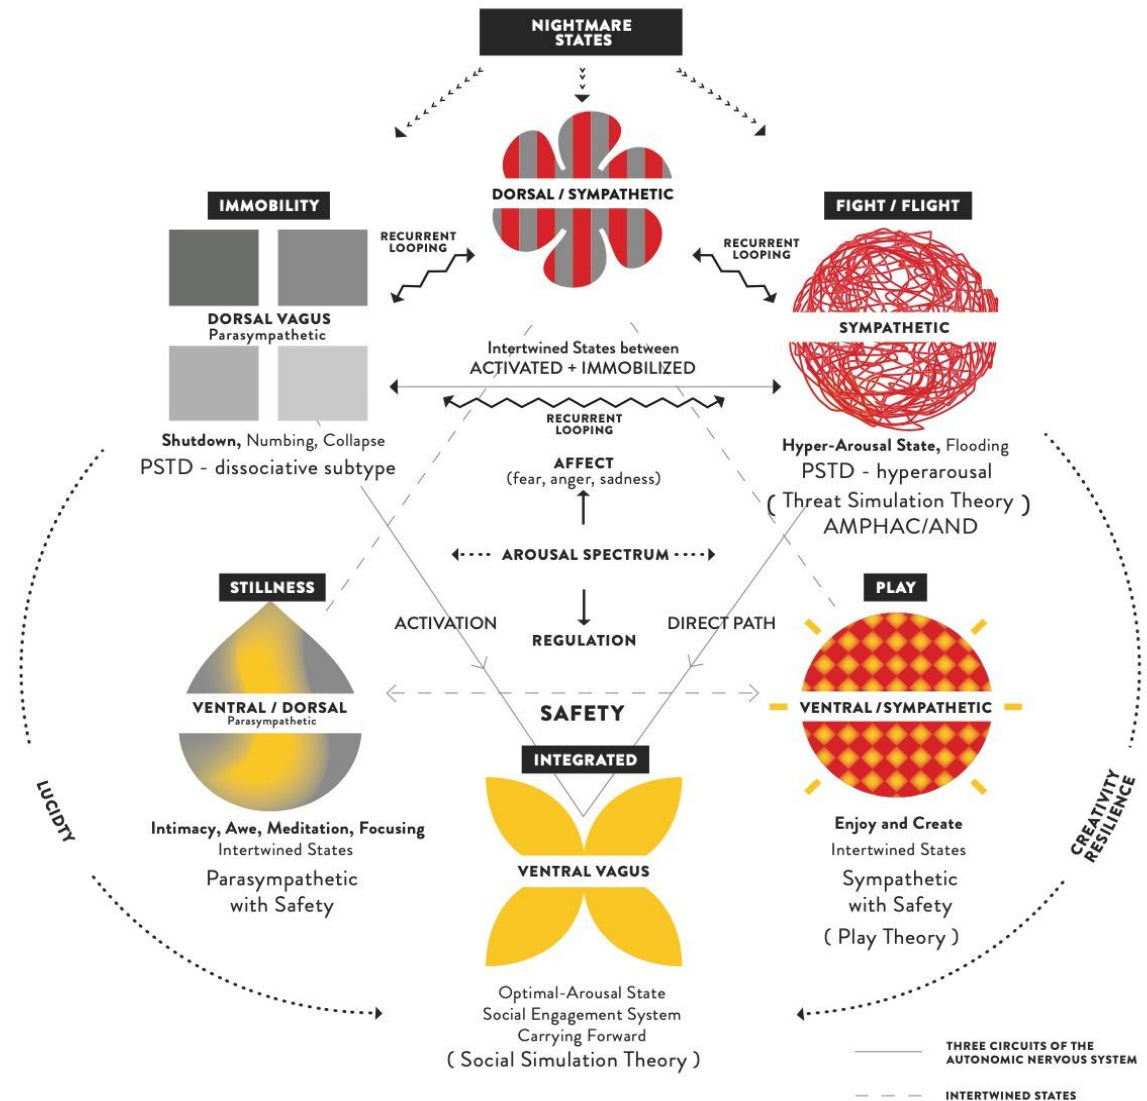 NIGHTMARE
STATES
DORSAL / SYMPATHETIC
IMMOBILITY
FIGHT / FLIGHT
RECURRENT
LOOPING
RECURRENT
LOOPING
DORSAL VAGUS
Parasympathetic
SYMPATHETIC
Intertwined States between
ACTIVATED + IMMOBILIZED
RECURRENT
LOOPING
Shutdown, Numbing, Collapse
PSTD - dissociative subtype
Hyper-Arousal State, Flooding
PSTD - hyperarousal
( Threat Simulation Theory )
AMPHAC/AND
AFFECT
(fear, anger, sadness)
AROUSAL SPECTRUM
REGULATION
ACTIVATION
DIRECT PATH
STILLNESS
PLAY
VENTRAL / DORSAL
Parasympathetic
VENTRAL / SYMPATHETIC
SAFETY
INTEGRATED
LUCIDTY
CREATIVITY
RESILIENCE
Intimacy, Awe, Meditation, Focusing
Intertwined States
Parasympathetic
with Safety
VENTRAL VAGUS
Enjoy and Create
Intertwined States
Sympathetic
with Safety
( Play Theory )
Optimal-Arousal State
Social Engagement System
Carrying Forward
( Social Simulation Theory )
THREE CIRCUITS OF THE
AUTONOMIC NERVOUS SYSTEM
INTERTWINED STATES